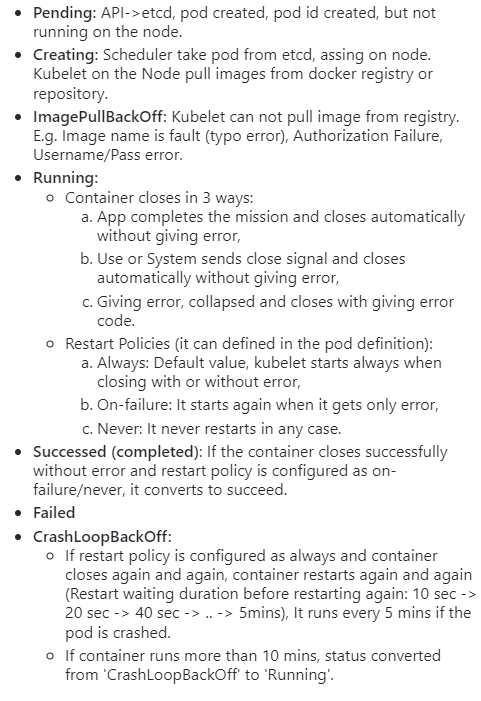 • Pending: API->etcd, pod created, pod id created, but not
running on the node.
• Creating: Scheduler take pod from etcd, assing on node.
Kubelet on the Node pull images from docker registry or
repository.
• ImagePullBackOff: Kubelet can not pull image from registry.
E.g. Image name is fault (typo error), Authorization Failure,
Username/Pass error.
• Running:
○ Container closes in 3 ways:
a. App completes the mission and closes automatically
without giving error,
b. Use or System sends close signal and closes
automatically without giving error,
c. Giving error, collapsed and closes with giving error
code.
○ Restart Policies (it can defined in the pod definition):
a. Always: Default value, kubelet starts always when
closing with or without error,
b. On-failure: It starts again when it gets only error,
c. Never: It never restarts in any case.
• Successed (completed): If the container closes successfully
without error and restart policy is configured as on-
failure/never, it converts to succeed.
• Failed
• CrashLoopBackOff:
○ If restart policy is configured as always and container
closes again and again, container restarts again and again
(Restart waiting duration before restarting again: 10 sec ->
20 sec -> 40 sec -> .. -> 5mins), It runs every 5 mins if the
pod is crashed.
○ If container runs more than 10 mins, status converted
from 'CrashLoopBackOff' to 'Running'.